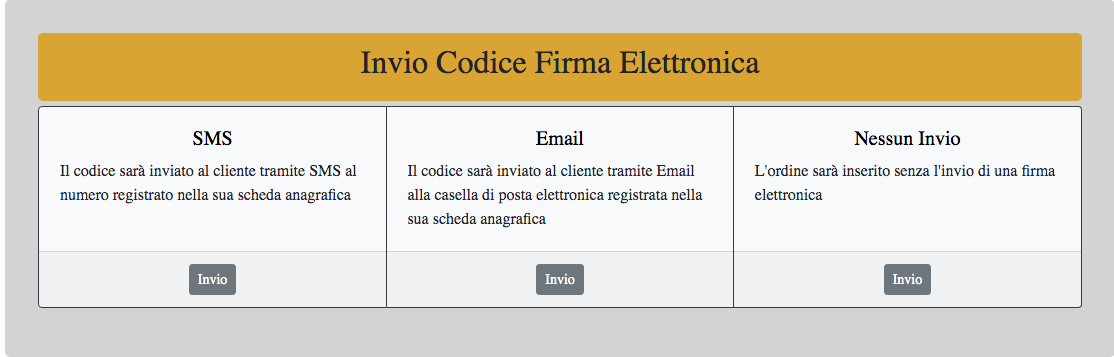 Invio Codice Firma Elettronica
SMS
Il codice sarà inviato al cliente tramite SMS al
numero registrato nella sua scheda anagrafica
Invio
Email
Il codice sarà inviato al cliente tramite Email
alla casella di posta elettronica registrata nella
sua scheda anagrafica
Invio
Nessun Invio
L'ordine sarà inserito senza l'invio di una firma
elettronica
Invio